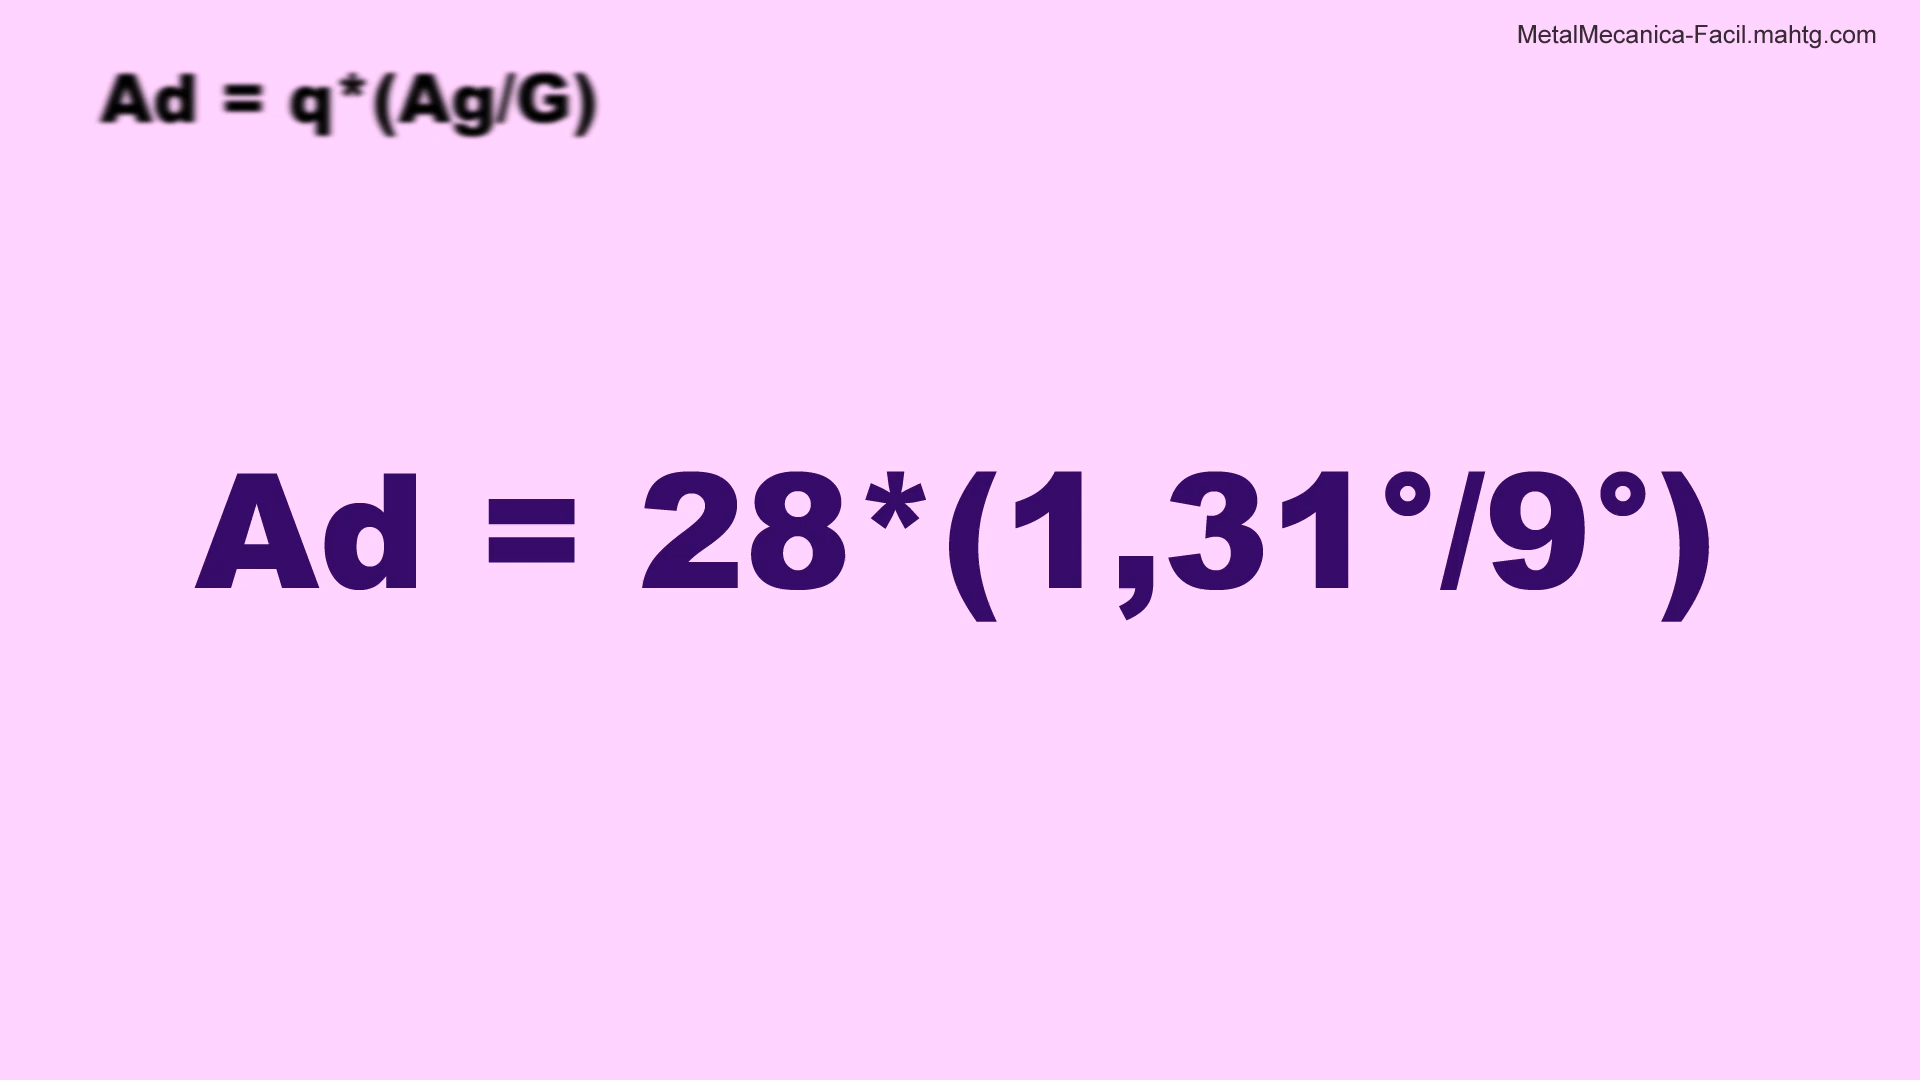 MetalMecanica-Facil.mahtg.com
Ad = q*(Ag/G)
Ad = 28*(1,31°/9°)